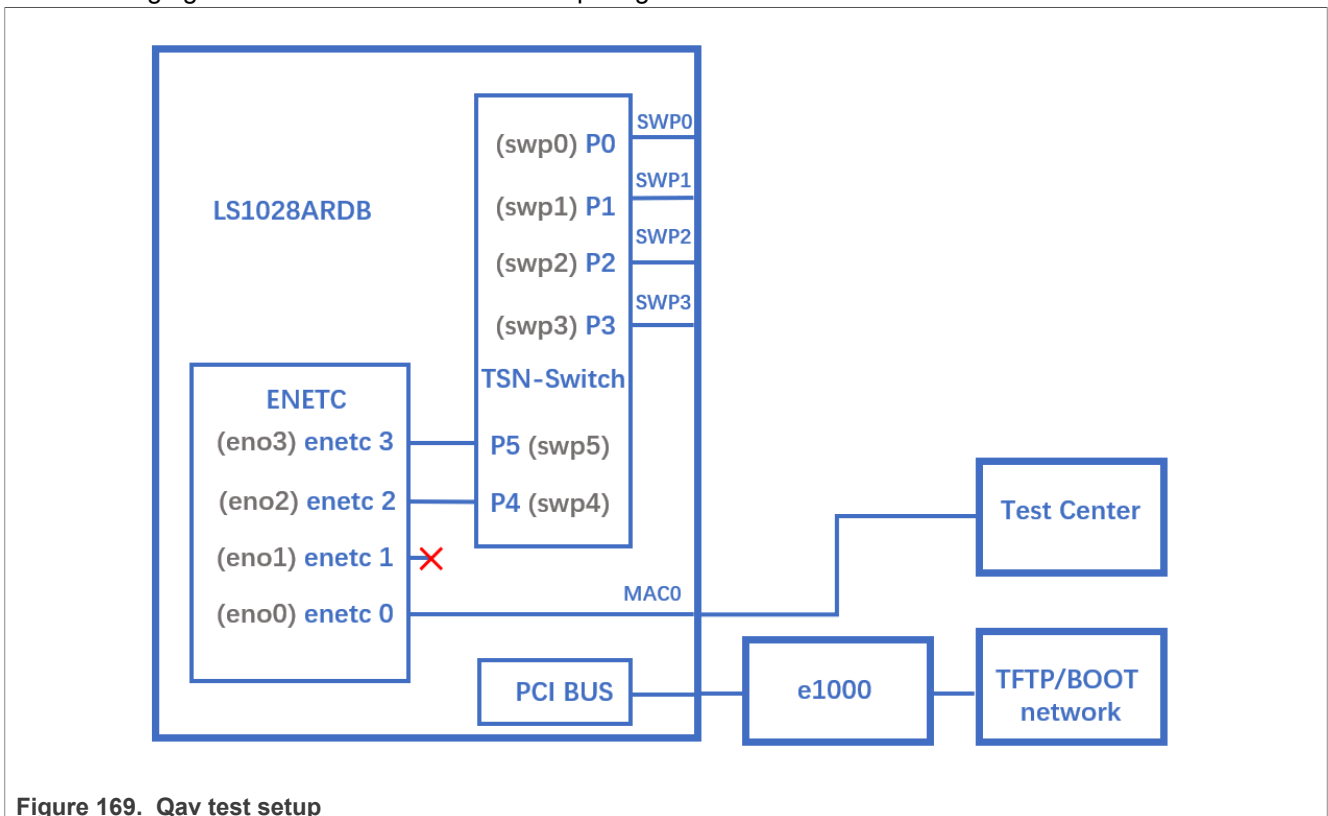 LS1028ARDB
(swp0) P0
SWP0
(swp1) P1
SWP1
(swp2) P2
SWP2
(swp3) P3
SWP3
TSN-Switch
P5 (swp5)
P4 (swp4)
ENETC
(eno3) enetc 3
(eno2) enetc 2
(eno1) enetc 1
(eno0) enetc 0
MAC0
PCI BUS
e1000
Test Center
TFTP/BOOT
network
Figure 169. Qav test setup